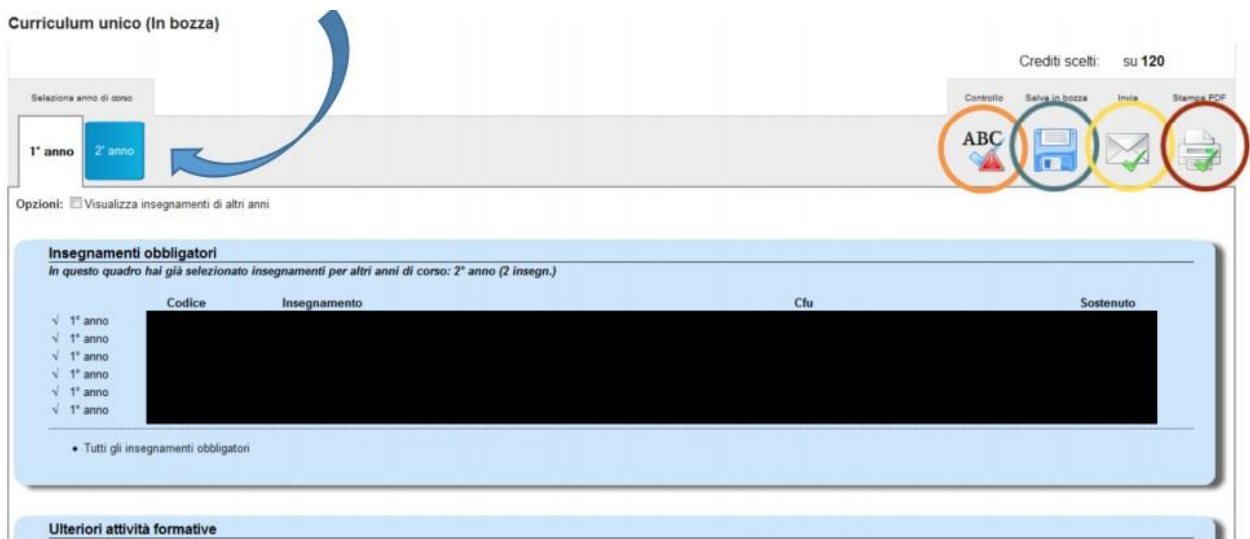 Curriculum unico (In bozza)
Crediti scelti: su 120
Seleziona anno di corso
Controllo Salva in bozza Invia Stampa PDF
1° anno 2° anno
ABC
Opzioni: Visualizza insegnamenti di altri anni
Insegnamenti obbligatori
In questo quadro hai già selezionato insegnamenti per altri anni di corso: 2° anno (2 insegn.)
Codice Insegnamento Cfu Sostenuto
√ 1° anno
√ 1° anno
√ 1° anno
√ 1° anno
√ 1° anno
√ 1° anno
• Tutti gli insegnamenti obbligatori
Ulteriori attività formative